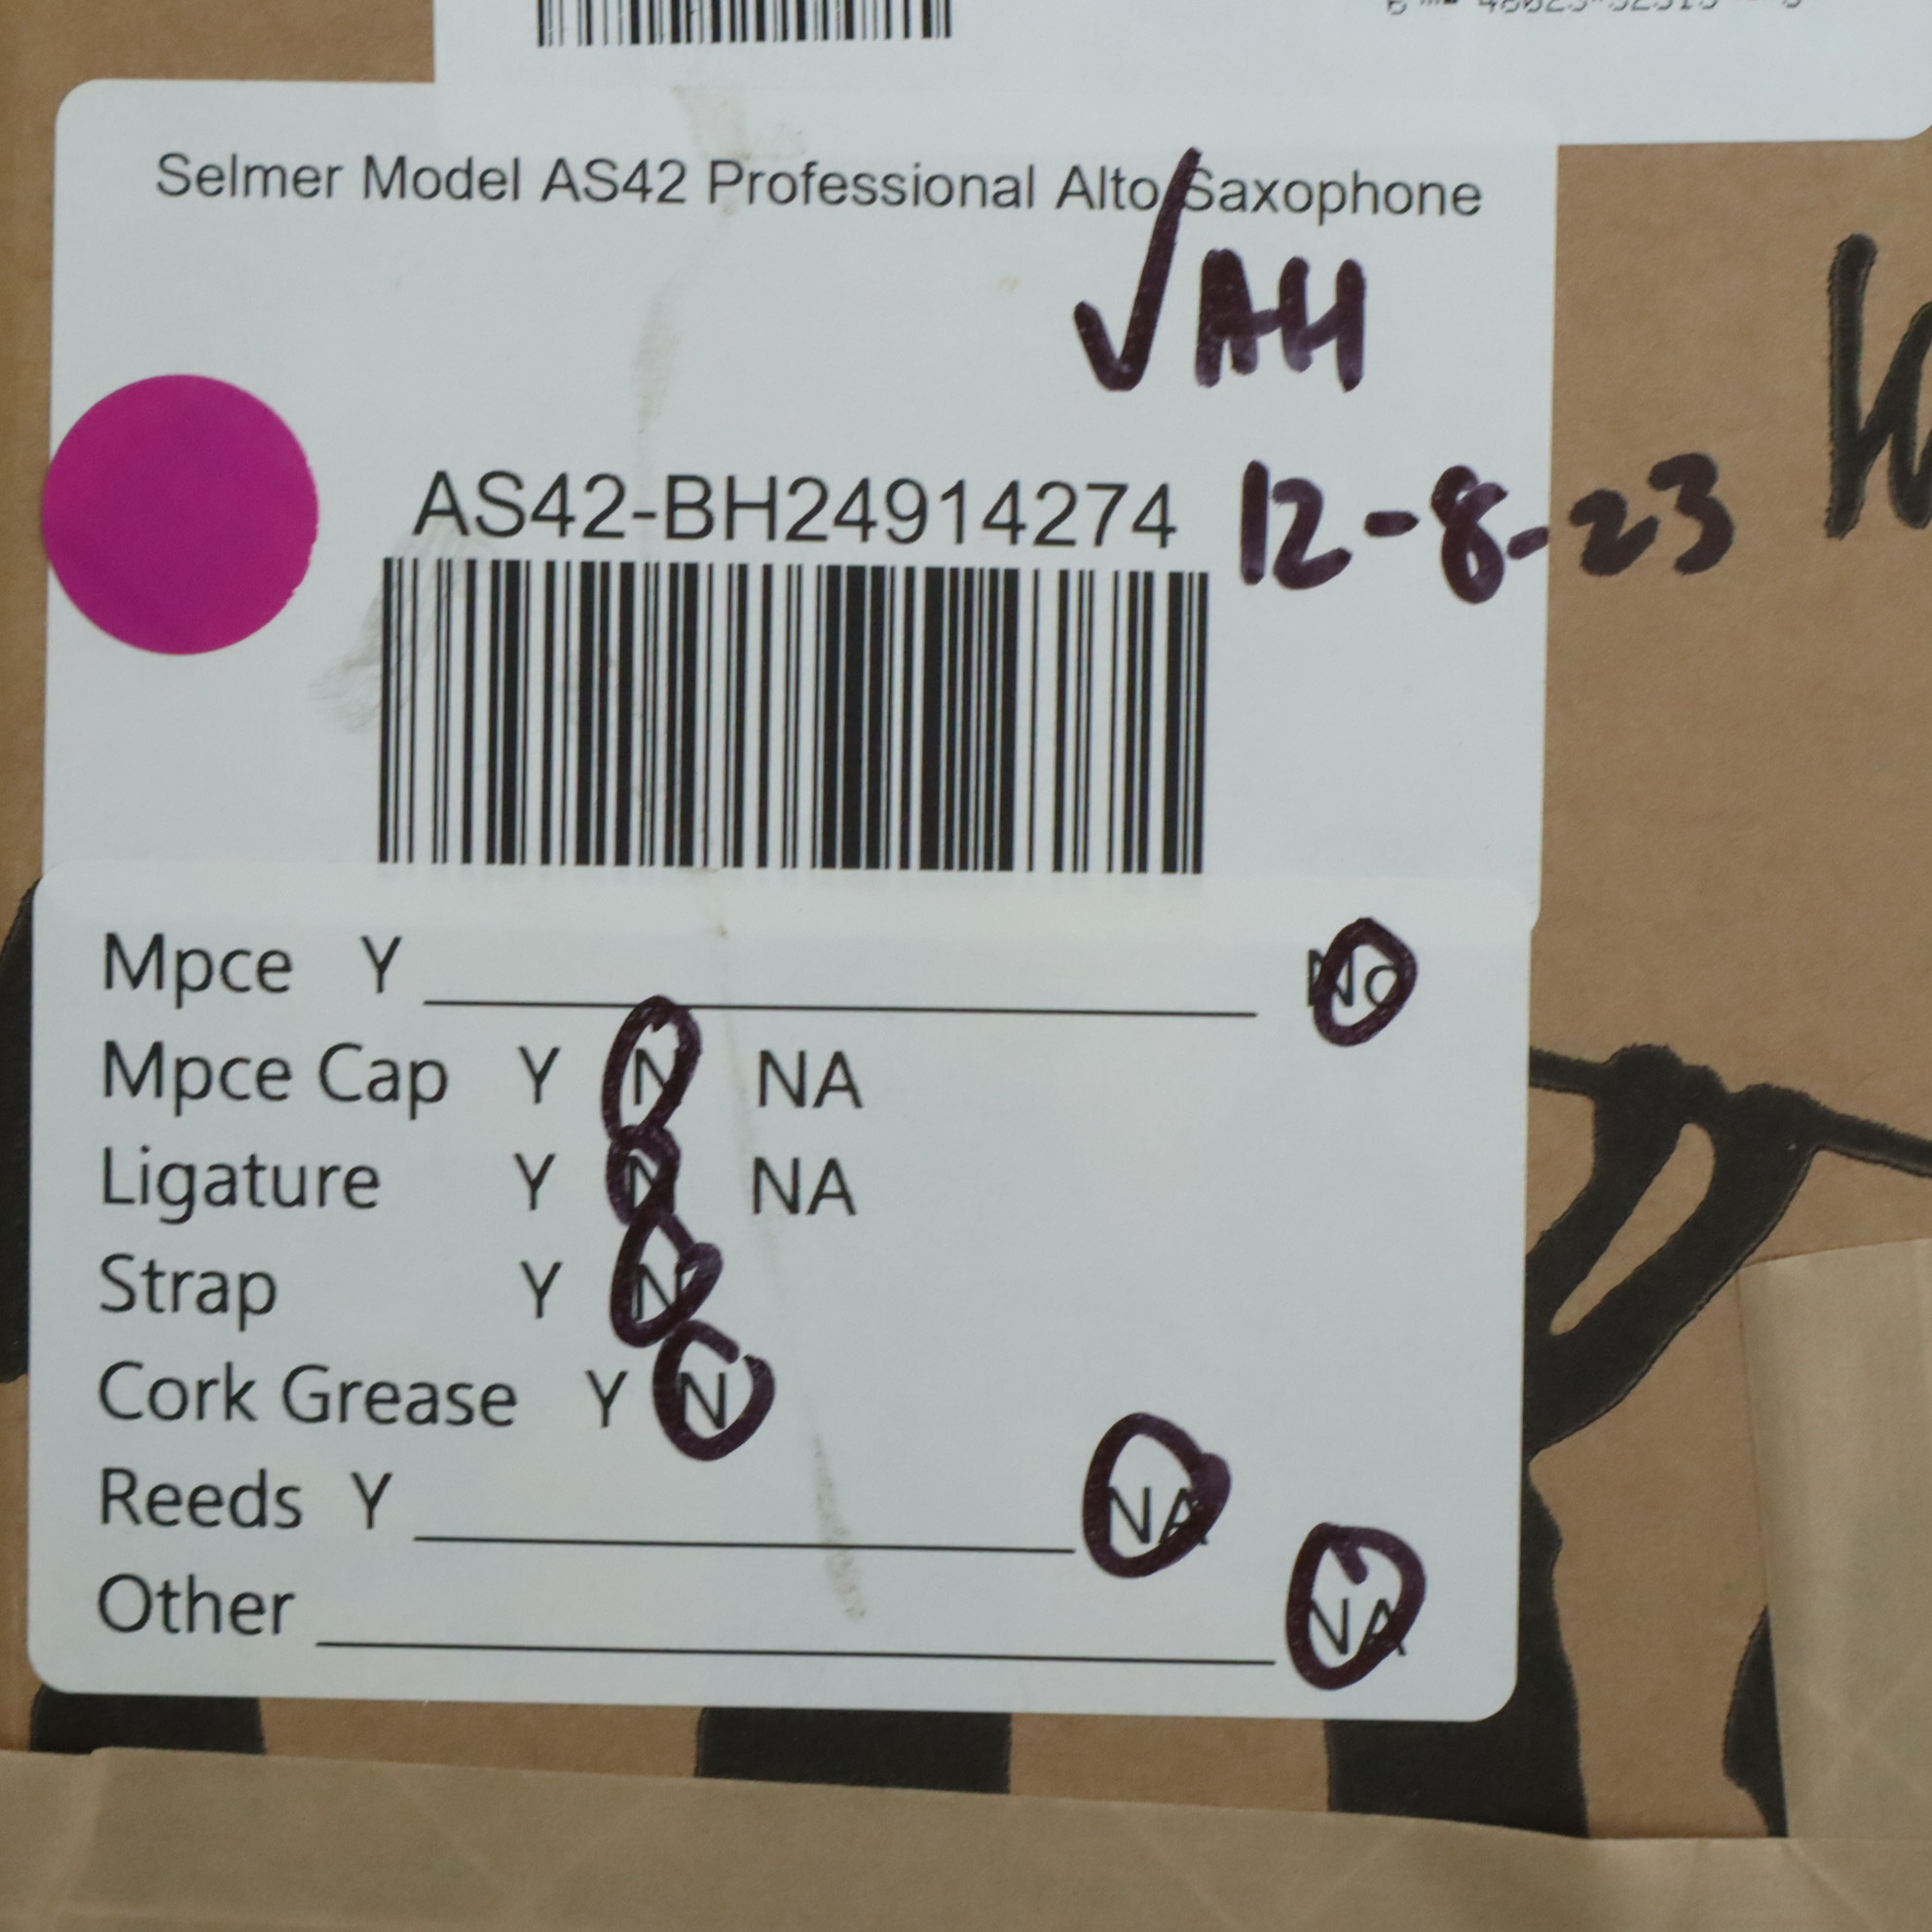 Selmer Model AS42 Professional Alto Saxophone
√AH
AS42-BH24914274 12-8-23
Mpce Y No
Mpce Cap Y N NA
Ligature Y N NA
Strap Y N
Cork Grease Y N
Reeds Y NA
Other NA